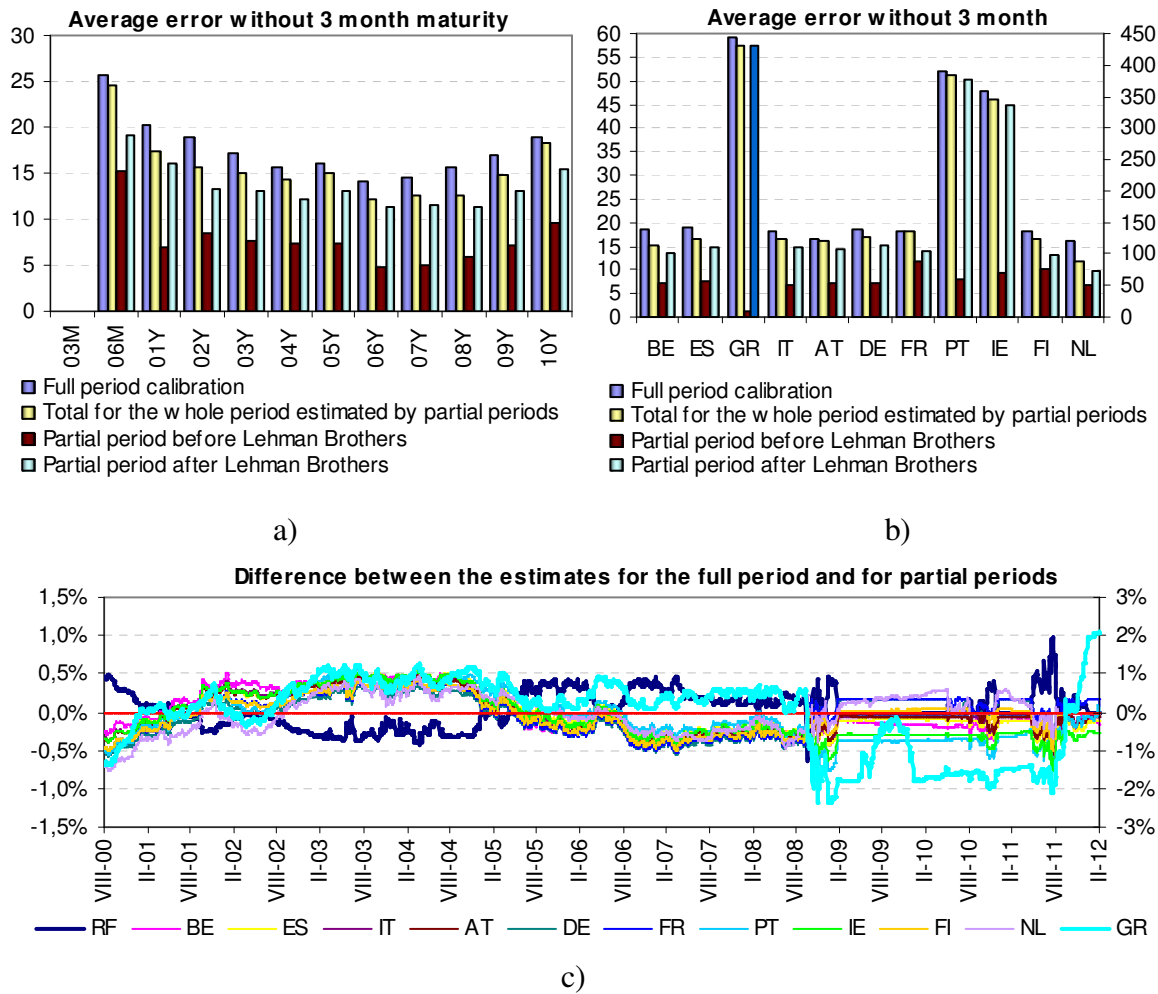 Average error without 3 month maturity
30
25
20
15
10
5
0
03M
06M
01Y
02Y
03Y
04Y
05Y
06Y
07Y
08Y
09Y
10Y
Full period calibration
Total for the whole period estimated by partial periods
Partial period before Lehman Brothers
Partial period after Lehman Brothers
a)
Average error without 3 month
60
55
50
45
40
35
30
25
20
15
10
5
0
450
400
350
300
250
200
150
100
50
0
BE ES GR IT AT DE FR PT IE FI NL
Full period calibration
Total for the whole period estimated by partial periods
Partial period before Lehman Brothers
Partial period after Lehman Brothers
b)
Difference between the estimates for the full period and for partial periods
1,5%
1,0%
0,5%
0,0%
-0,5%
-1,0%
-1,5%
3%
2%
1%
0%
-1%
-2%
-3%
VIII-00
II-01
VIII-01
II-02
VIII-02
II-03
VIII-03
II-04
VIII-04
II-05
VIII-05
II-06
VIII-06
II-07
VIII-07
II-08
VIII-08
II-09
VIII-09
II-10
VIII-10
II-11
VIII-11
II-12
RF BE ES IT AT DE FR PT IE FI NL GR
c)